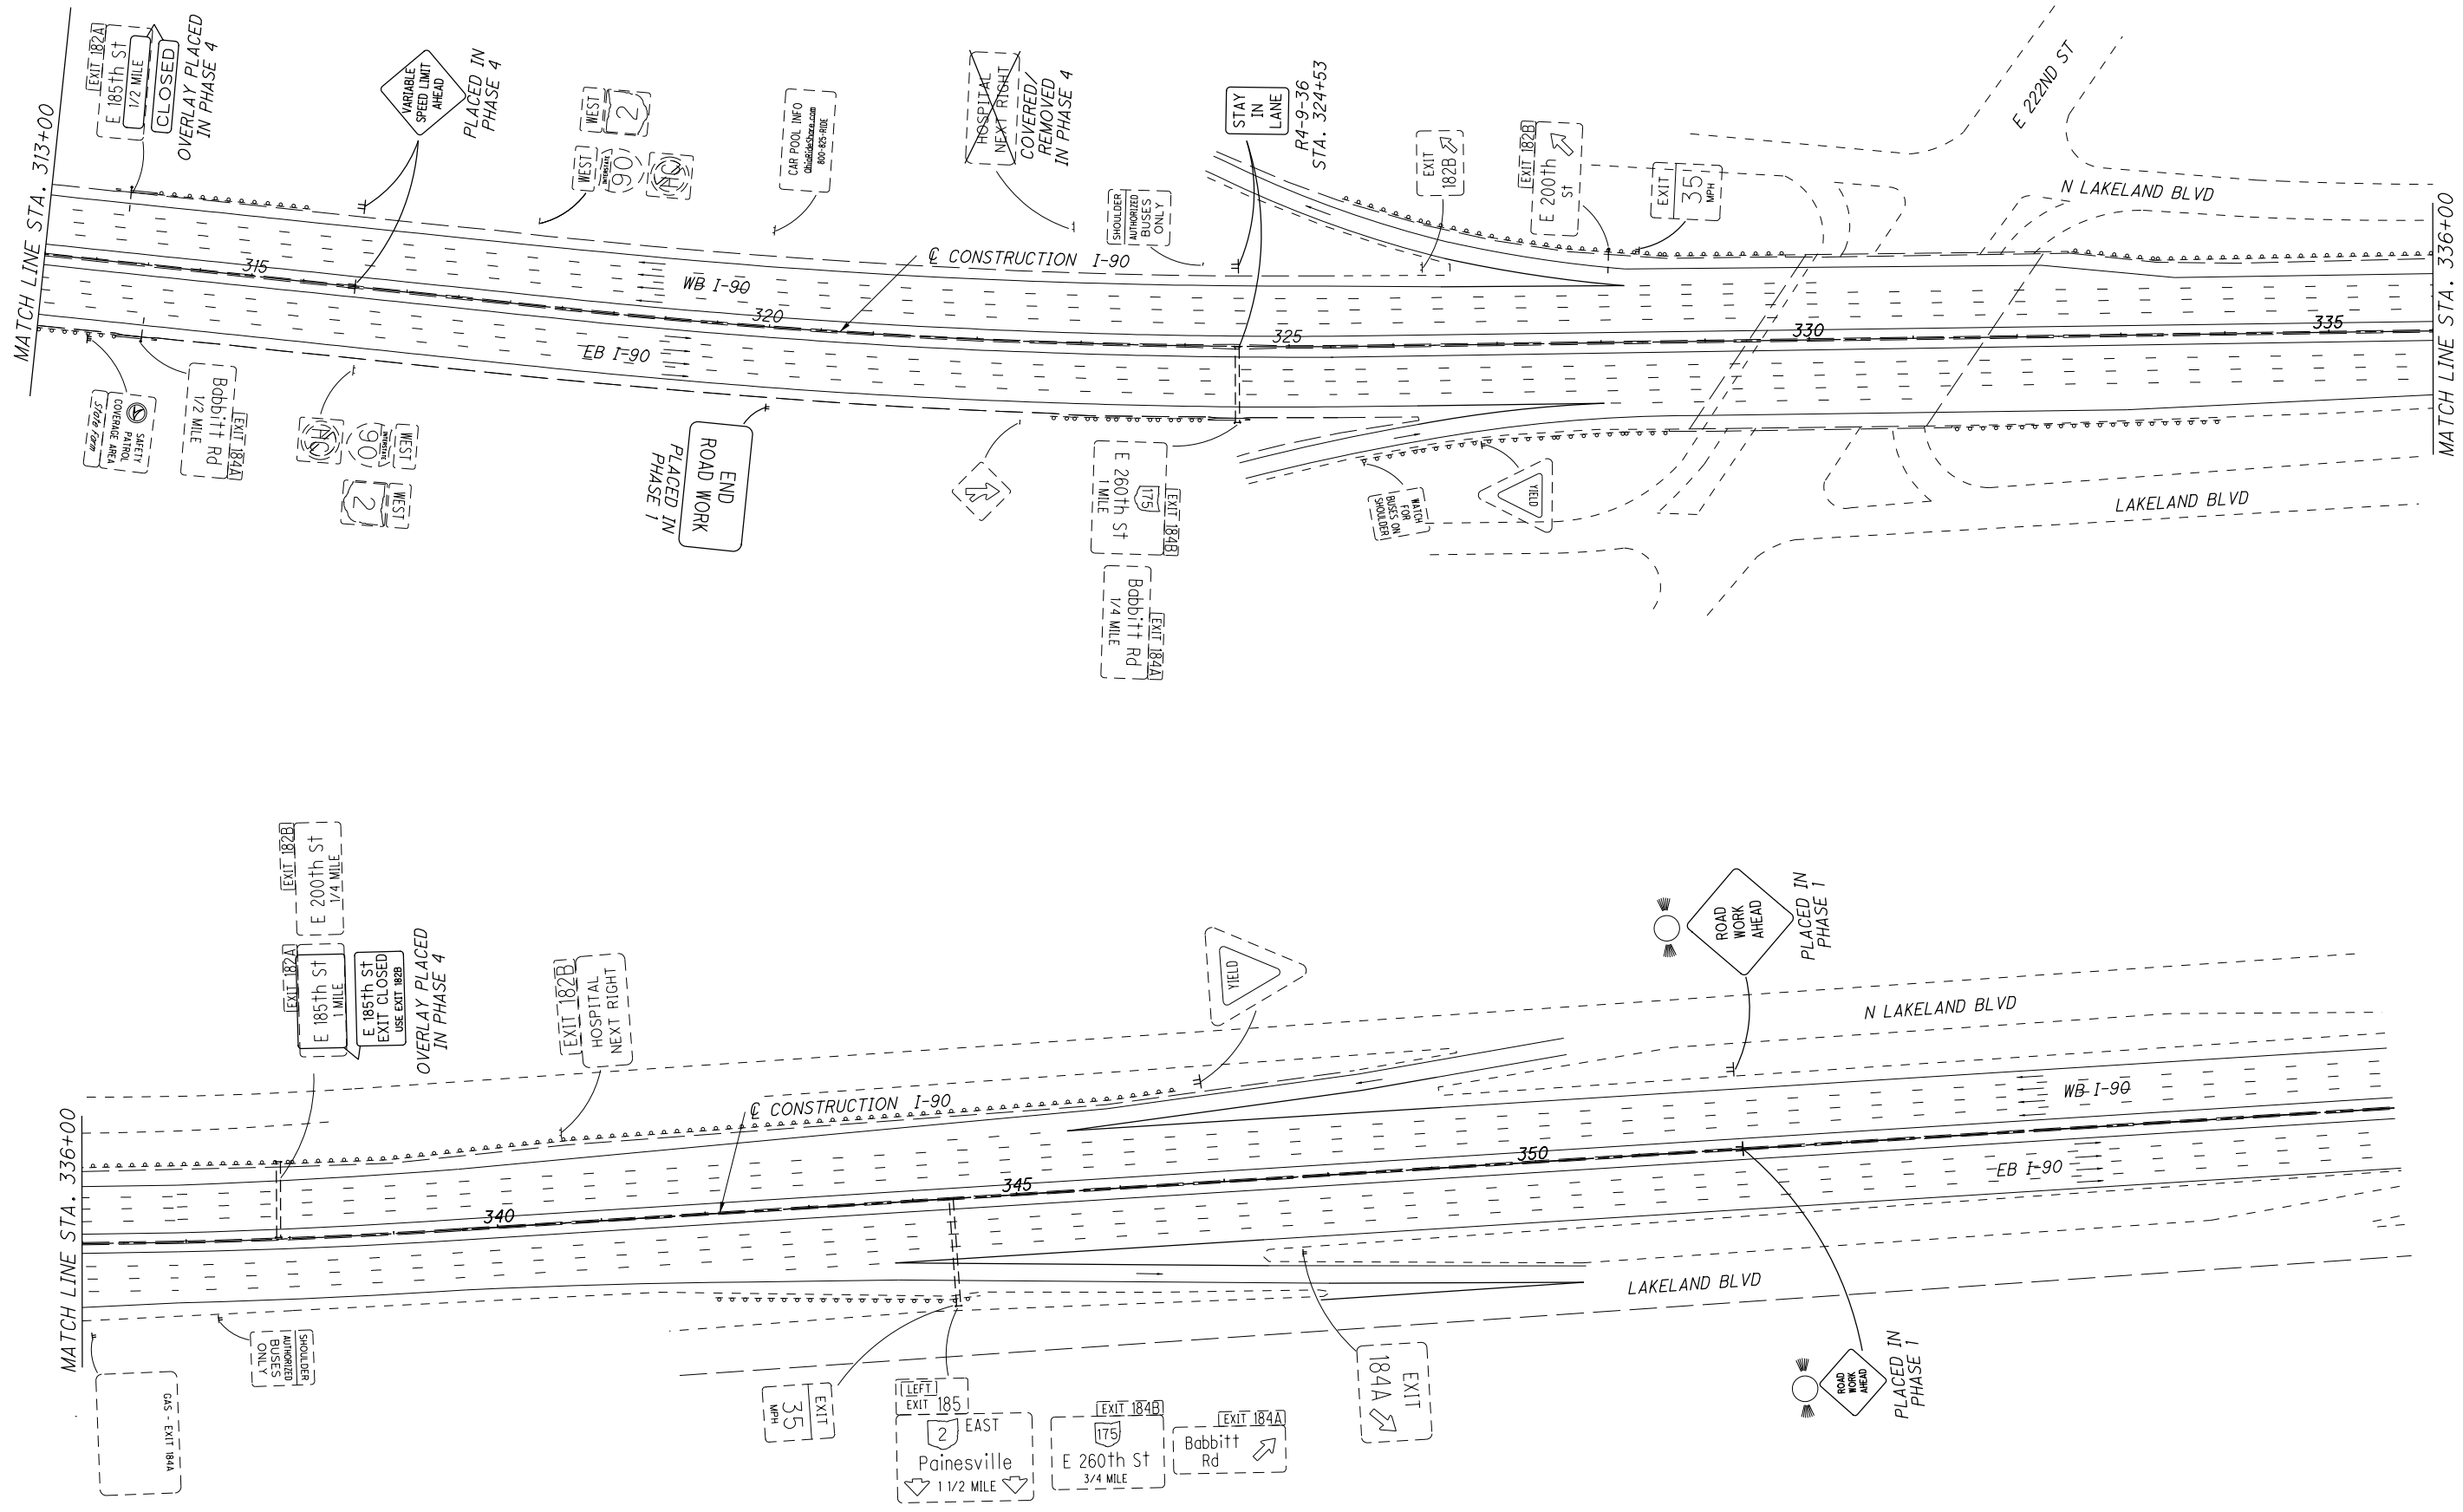 MATCH LINE STA. 313+00
EXIT 182A
E 185th St
1/2 MILE
CLOSED
OVERLAY PLACED
IN PHASE 4
VARIABLE
SPEED LIMIT
AHEAD
PLACED IN
PHASE 4
WEST
2
WEST
INTERSTATE
90
CAR POOL INFO
OhioRideShare.com
800-825-RIDE
HOSPITAL
NEXT RIGHT
COVERED/
REMOVED
IN PHASE 4
SHOULDER
AUTHORIZED
BUSES
ONLY
STAY
IN
LANE
R4-9-36
STA. 324+53
EXIT
182B
EXIT 182B
E 200th
St
EXIT
35
MPH
E 222ND ST
N LAKELAND BLVD
MATCH LINE STA. 336+00
℄ CONSTRUCTION I-90
WB I-90
EB I-90
315
320
325
330
335
SAFETY
PATROL
COVERAGE AREA
State Farm
EXIT 184A
Babbitt Rd
1/2 MILE
WEST
INTERSTATE
90
WEST
2
END
ROAD WORK
PLACED IN
PHASE 1
EXIT 184B
175
E 260th St
1 MILE
EXIT 184A
Babbitt Rd
1/4 MILE
WATCH
FOR
BUSES ON
SHOULDER
YIELD
LAKELAND BLVD
MATCH LINE STA. 336+00
EXIT 182B
E 200th St
1/4 MILE
EXIT 182A
E 185th St
1 MILE
E 185th St
EXIT CLOSED
USE EXIT 182B
OVERLAY PLACED
IN PHASE 4
EXIT 182B
HOSPITAL
NEXT RIGHT
YIELD
ROAD
WORK
AHEAD
PLACED IN
PHASE 1
N LAKELAND BLVD
℄ CONSTRUCTION I-90
WB I-90
EB I-90
340
345
350
LAKELAND BLVD
GAS - EXIT 184A
SHOULDER
AUTHORIZED
BUSES
ONLY
EXIT
35
MPH
LEFT
EXIT 185
2 EAST
Painesville
1 1/2 MILE
EXIT 184B
175
E 260th St
3/4 MILE
EXIT 184A
Babbitt
Rd
EXIT
184A
ROAD
WORK
AHEAD
PLACED IN
PHASE 1